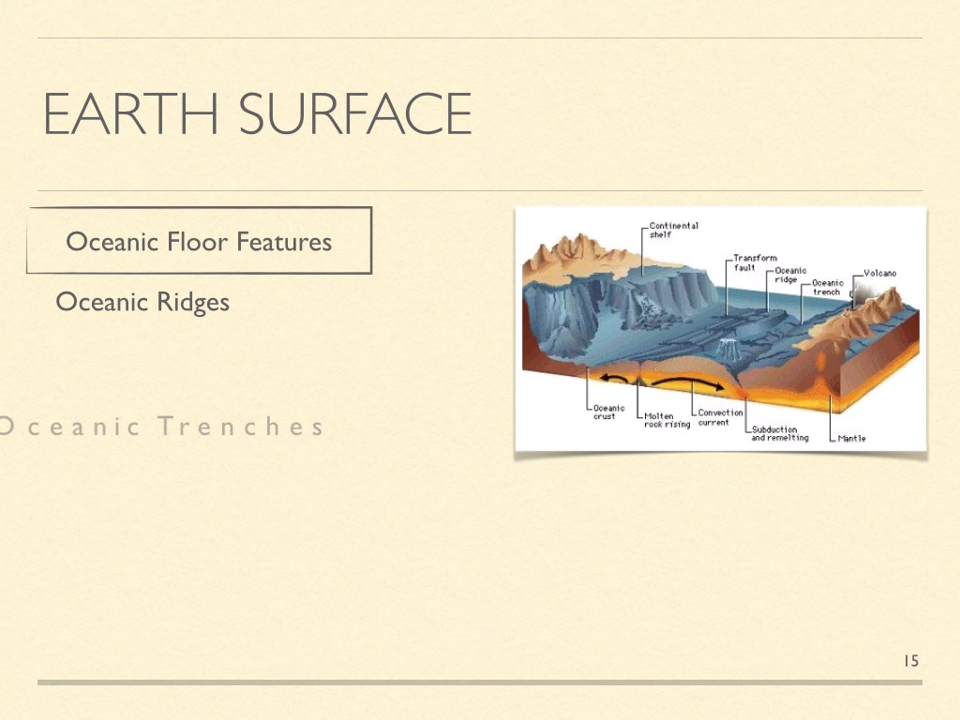 EARTH SURFACE
Oceanic Floor Features
Oceanic Ridges
Oceanic Trenches
Continental
shelf
Transform
fault
Oceanic
ridge
Oceanic
trench
Volcano
Oceanic
crust
Molten
rock rising
Convection
current
Subduction
and remelting
Mantle
15